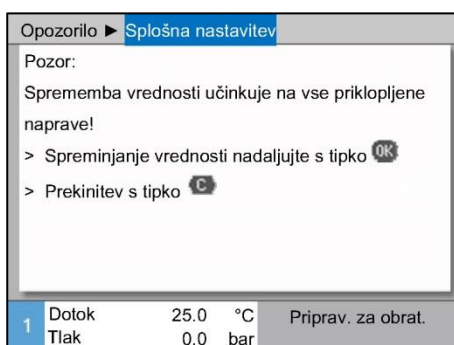 Opozorilo ► Splošna nastavitev
Pozor:
Sprememba vrednosti učinkuje na vse priklopljene
naprave!
> Spreminjanje vrednosti nadaljujte s tipko OK
> Prekinitev s tipko C
1 Dotok 25.0 °C Priprav. za obrat.
Tlak 0.0 bar